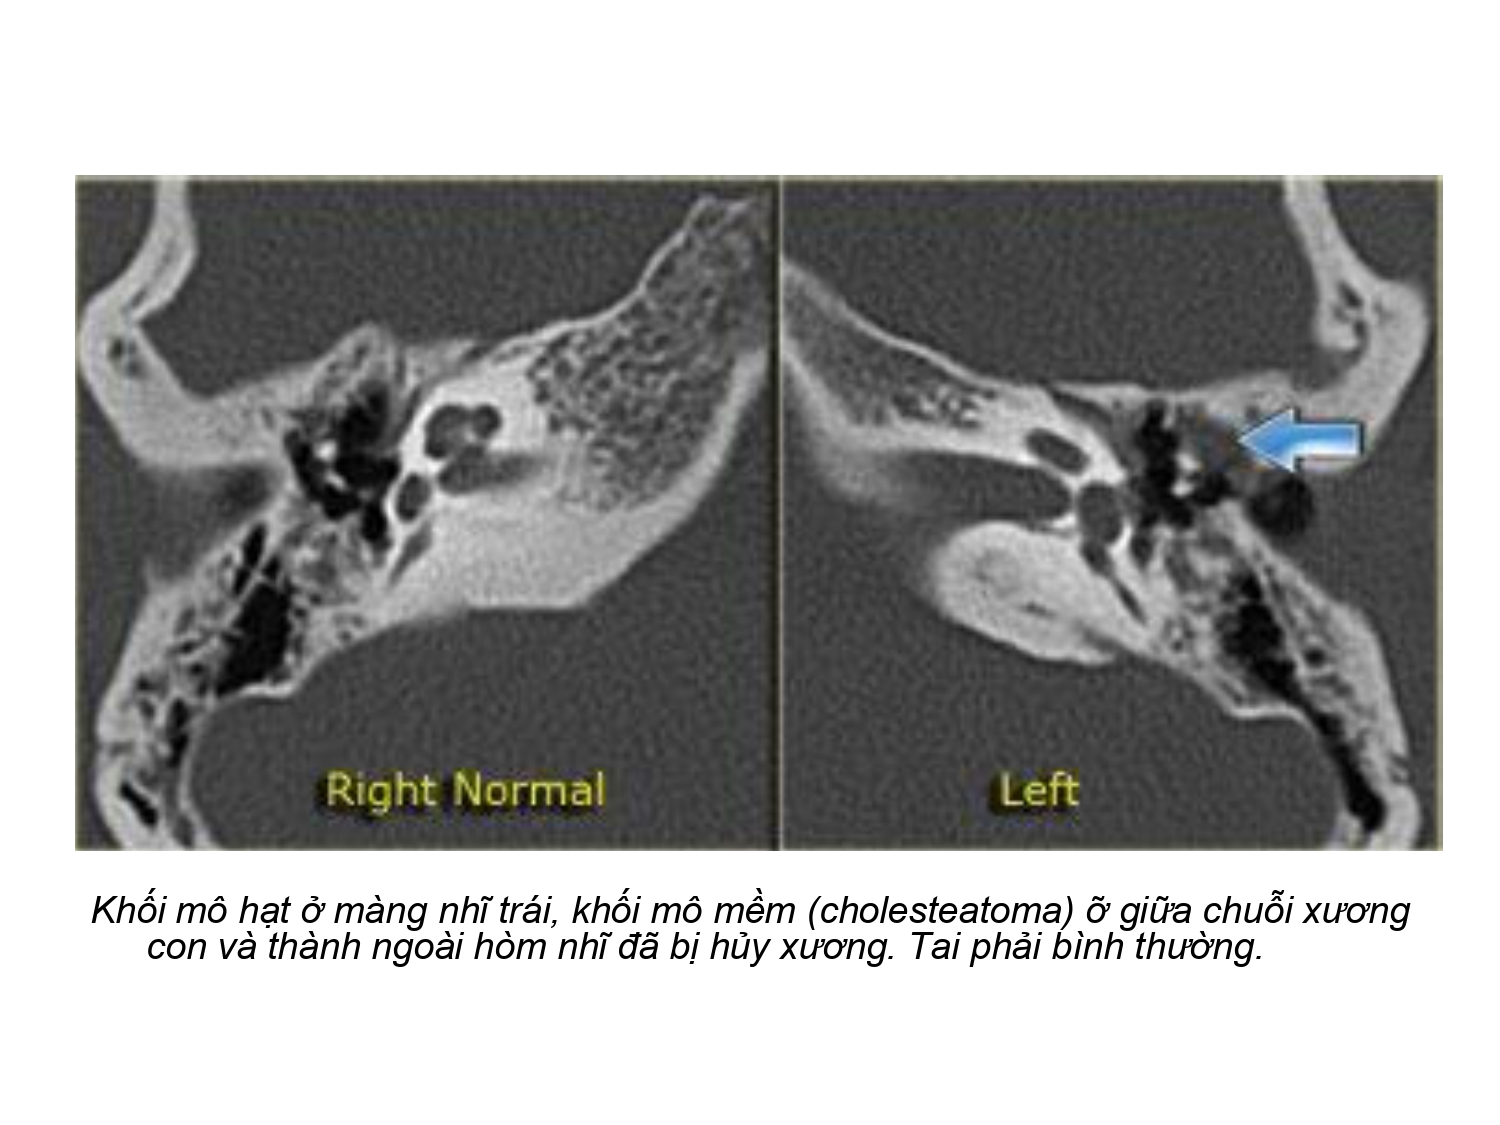 Right Normal
Left
Khối mô hạt ở màng nhĩ trái, khối mô mềm (cholesteatoma) ỡ giữa chuỗi xương
con và thành ngoài hòm nhĩ đã bị hủy xương. Tai phải bình thường.